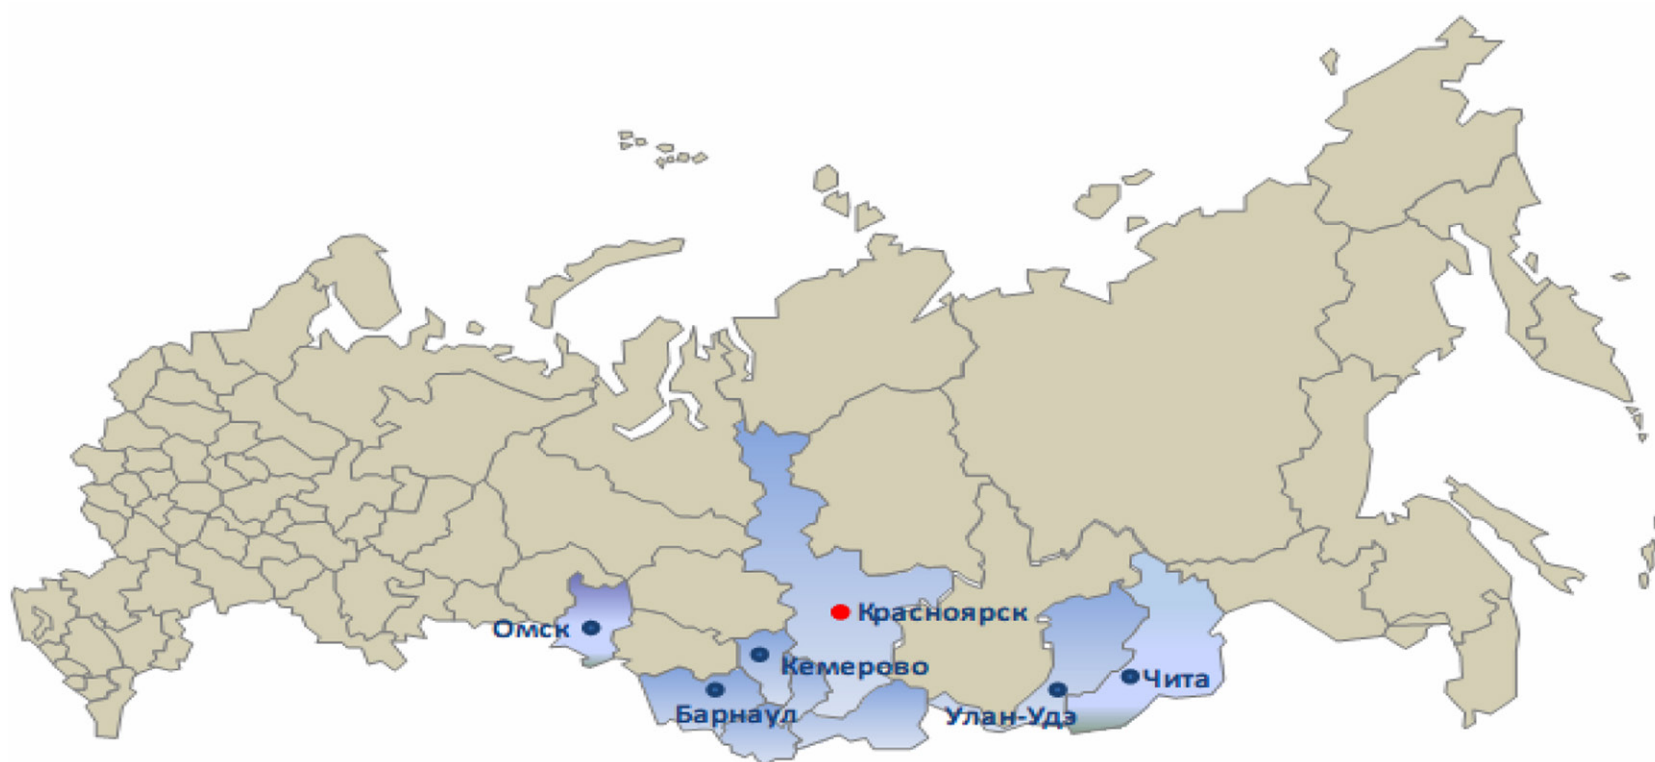 Красноярск
Омск
Кемерово
Чита
Барнаул
Улан-Удэ